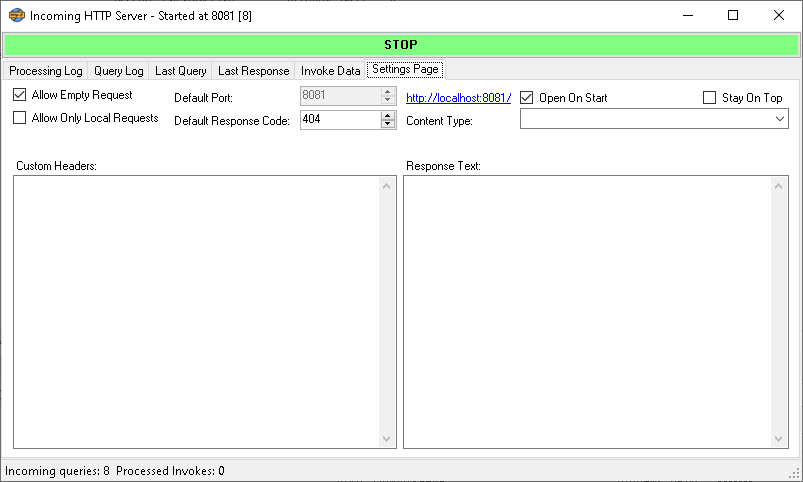 Incoming HTTP Server - Started at 8081 [8]
STOP
Processing Log Query Log Last Query Last Response Invoke Data Settings Page
Allow Empty Request Default Port: 8081 http://localhost:8081/ Open On Start Stay On Top
Allow Only Local Requests Default Response Code: 404 Content Type:
Custom Headers: Response Text:
Incoming queries: 8 Processed Invokes: 0